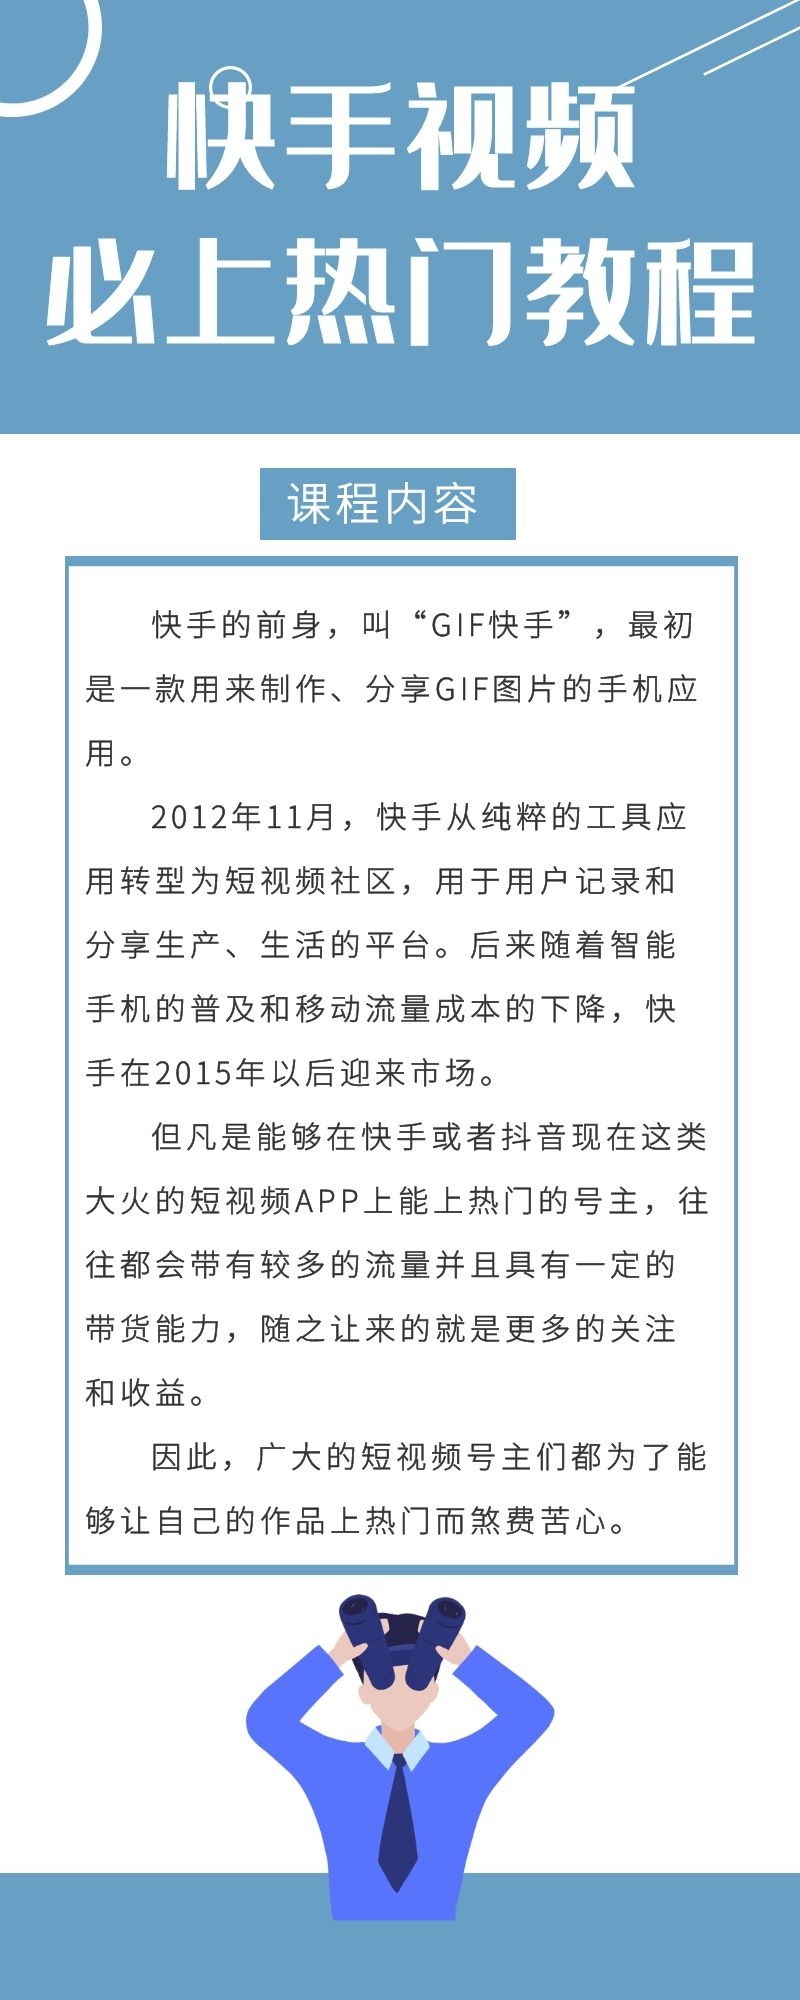 快手视频
必上热门教程
课程内容
快手的前身，叫“GIF快手”，最初
是一款用来制作、分享GIF图片的手机应
用。
2012年11月，快手从纯粹的工具应
用转型为短视频社区，用于用户记录和
分享生产、生活的平台。后来随着智能
手机的普及和移动流量成本的下降，快
手在2015年以后迎来市场。
但凡是能够在快手或者抖音现在这类
大火的短视频APP上能上热门的号主，往
往都会带有较多的流量并且具有一定的
带货能力，随之让来的就是更多的关注
和收益。
因此，广大的短视频号主们都为了能
够让自己的作品上热门而煞费苦心。